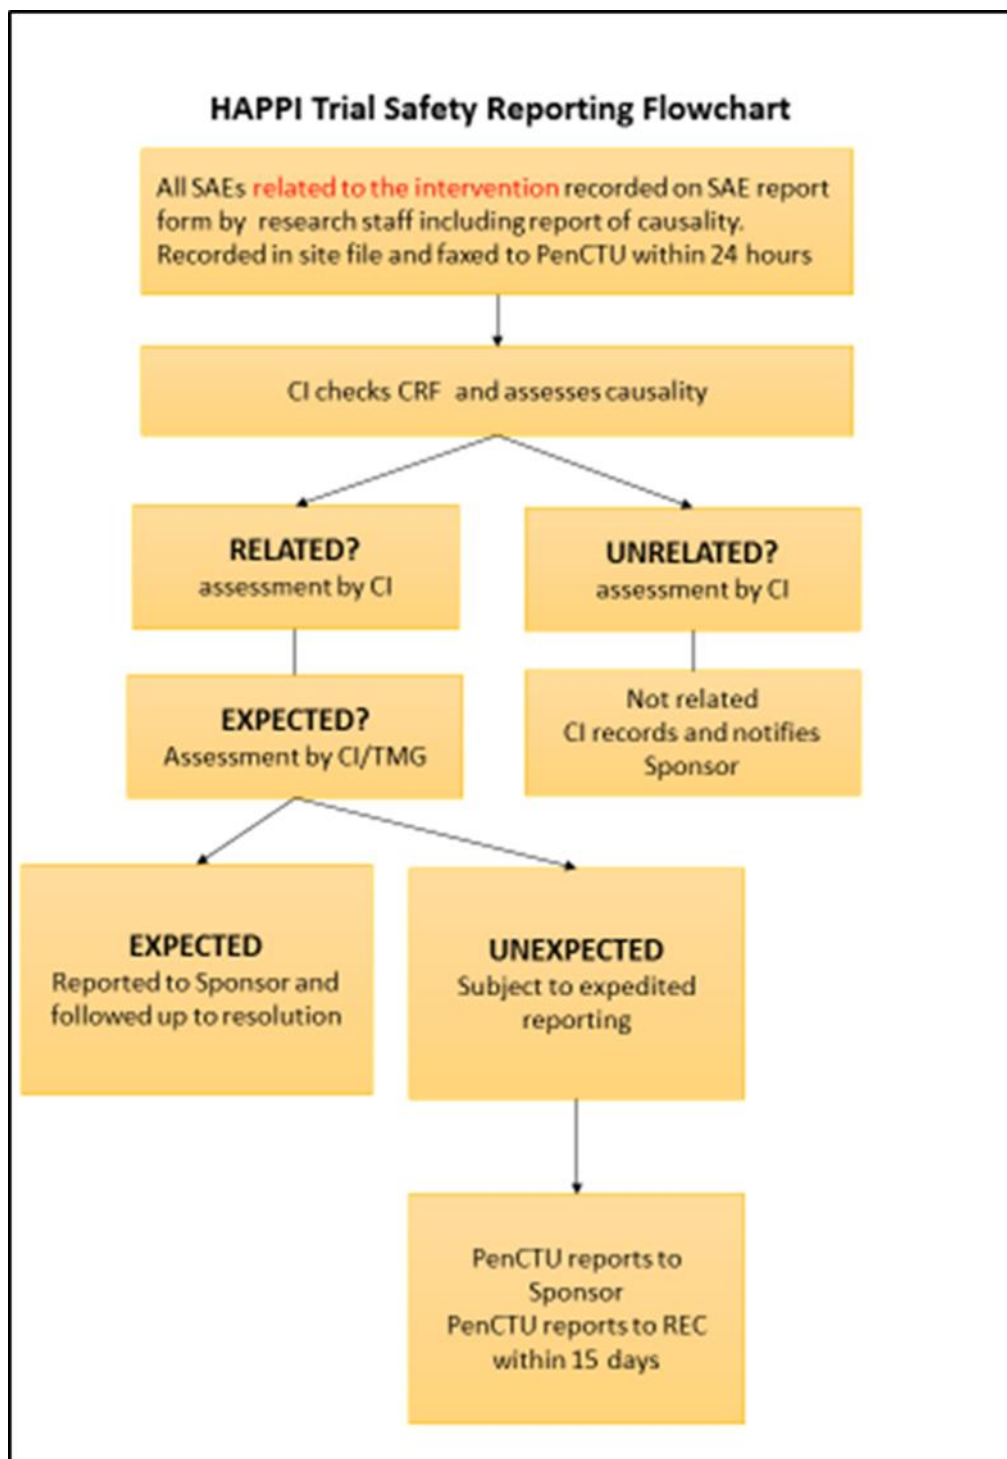 HAPPI Trial Safety Reporting Flowchart
All SAEs related to the intervention recorded on SAE report
form by research staff including report of causality.
Recorded in site file and faxed to PenCTU within 24 hours
CI checks CRF and assesses causality
RELATED?
assessment by CI
UNRELATED?
assessment by CI
EXPECTED?
Assessment by CI/TMG
Not related
CI records and notifies
Sponsor
EXPECTED
Reported to Sponsor and
followed up to resolution
UNEXPECTED
Subject to expedited
reporting
PenCTU reports to
Sponsor
PenCTU reports to REC
within 15 days